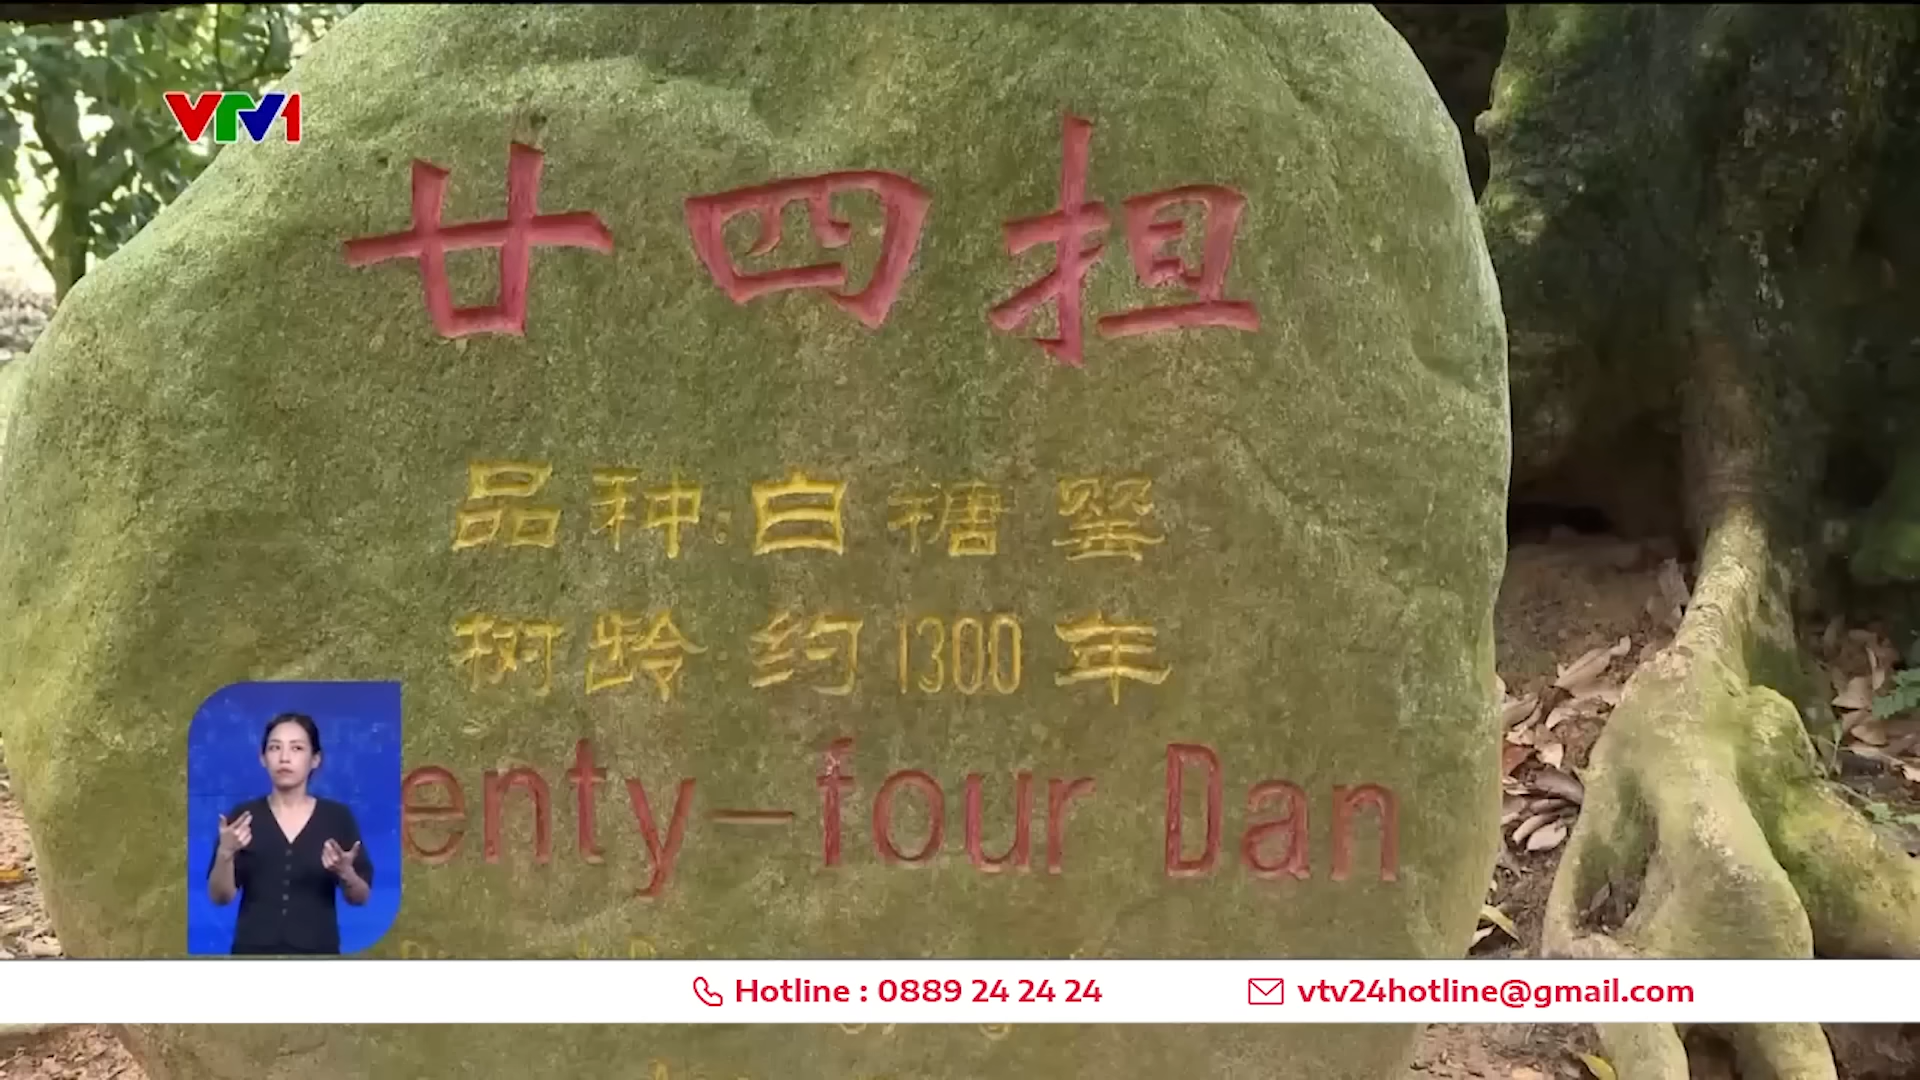 VTV1
廿四担
品种:白糖罂
树龄:约1300年
enty-four Dan
Hotline : 0889 24 24 24
vtv24hotline@gmail.com